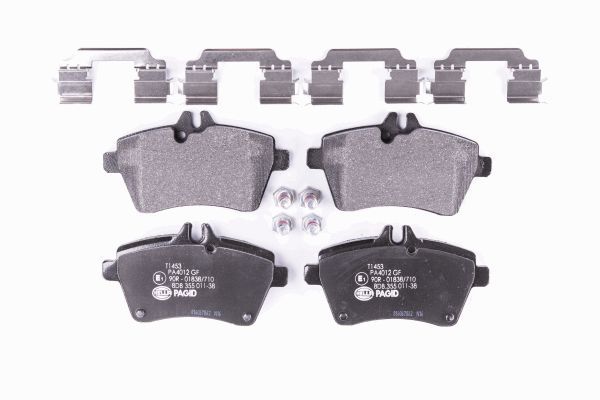 T1453
PA4012 GF
E1 90R - 01838/710
8DB 355 011-38
HELLA PAGID
T1453
PA4012 GF
E1 90R - 01838/710
8DB 355 011-38
HELLA PAGID